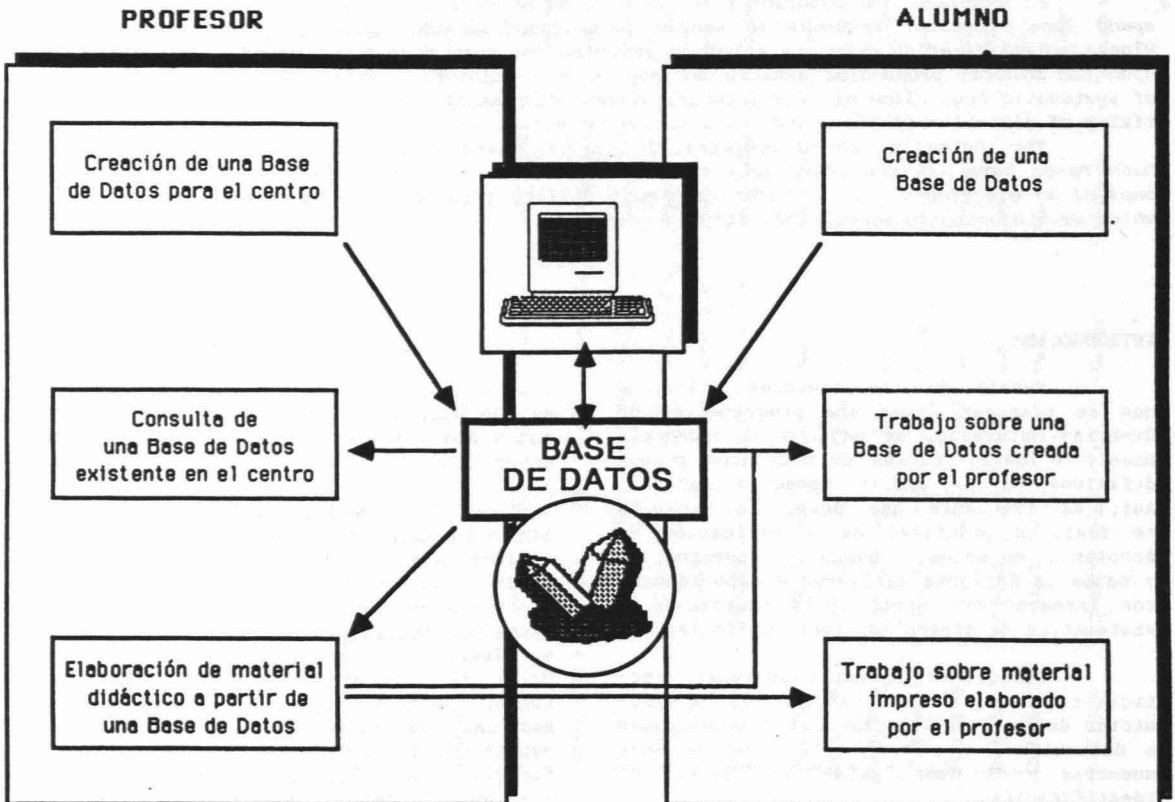 PROFESOR
ALUMNO
Creación de una Base
de Datos para el centro
Creación de una
Base de Datos
Consulta de
una Base de Datos
existente en el centro
BASE
DE DATOS
Trabajo sobre una
Base de Datos creada
por el profesor
Elaboración de material
didáctico a partir de
una Base de Datos
Trabajo sobre material
impreso elaborado
por el profesor